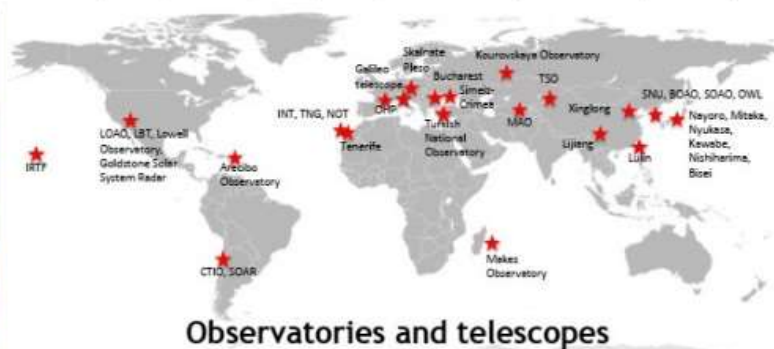 Skalnate
Pleso
Kourovskaya Observatory
Galileo
telescope
Bucharest
Simeis-
Crimea
TSO
SNU, BOAO, SOAO, OWL
INT, TNG, NOT
OHP
Xinglong
Nayoro, Mitaka,
Nyukasa,
Kawabe,
Nishiharima,
Bisei
LOAO, LBT, Lowell
Observatory,
Goldstone Solar
System Radar
Tenerife
Turkish
National Observatory
MAO
Lijiang
Lulin
IRTF
Arecibo
Observatory
Makes
Observatory
CTIO, SOAR
Observatories and telescopes